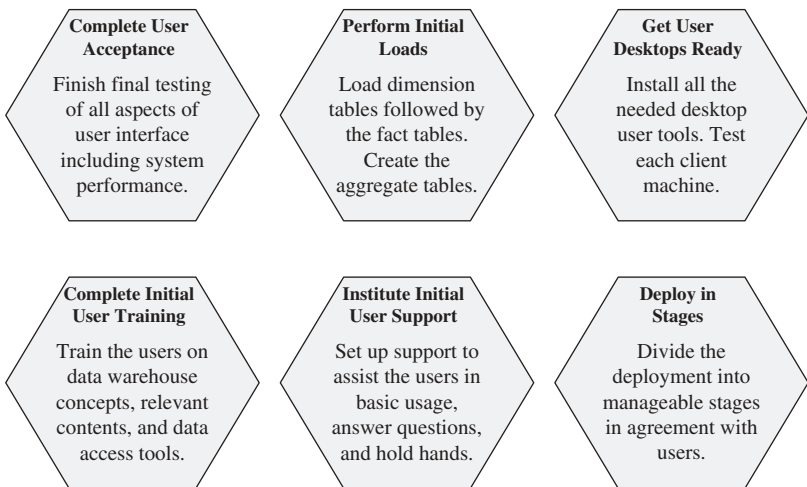 Complete User
Acceptance
Finish final testing
of all aspects of
user interface
including system
performance.
Perform Initial
Loads
Load dimension
tables followed by
the fact tables.
Create the
aggregate tables.
Get User
Desktops Ready
Install all the
needed desktop
user tools. Test
each client
machine.
Complete Initial
User Training
Train the users on
data warehouse
concepts, relevant
contents, and data
access tools.
Institute Initial
User Support
Set up support to
assist the users in
basic usage,
answer questions,
and hold hands.
Deploy in
Stages
Divide the
deployment into
manageable stages
in agreement with
users.